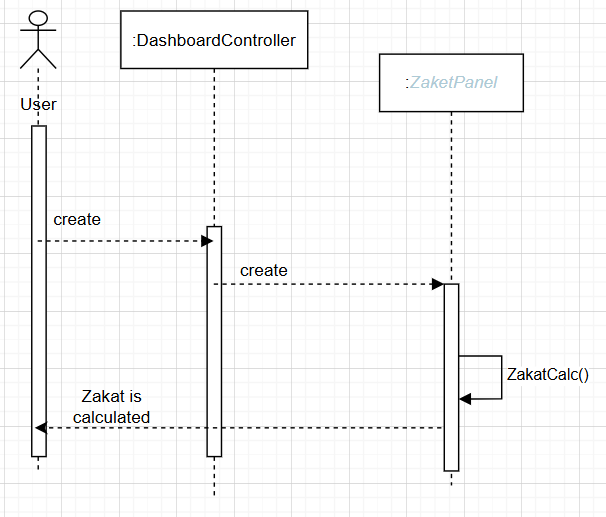 :DashboardController
:ZaketPanel
User
create
create
ZakatCalc()
Zakat is
calculated